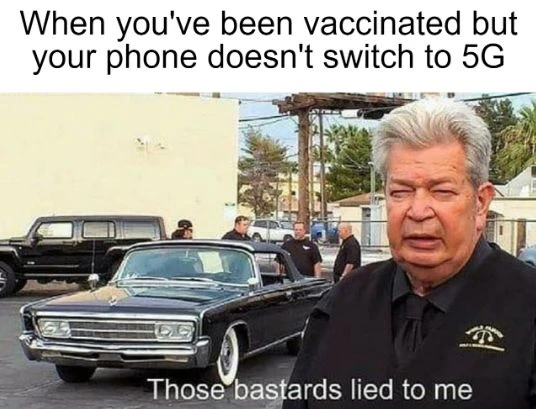 When you've been vaccinated but
your phone doesn't switch to 5G
Those bastards lied to me